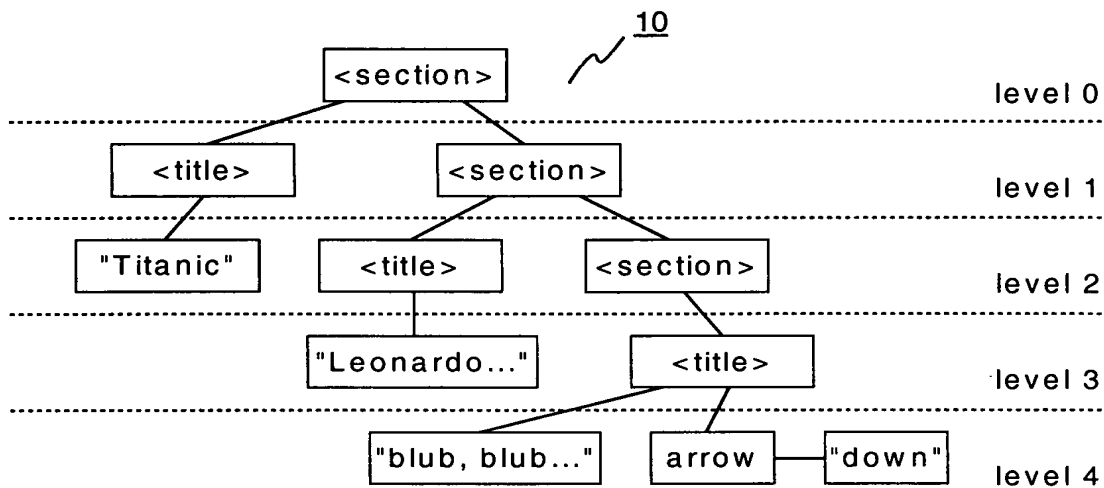 10
<section>
level 0
<title> <section>
level 1
"Titanic" <title> <section>
level 2
"Leonardo..." <title>
level 3
"blub, blub..." arrow "down"
level 4